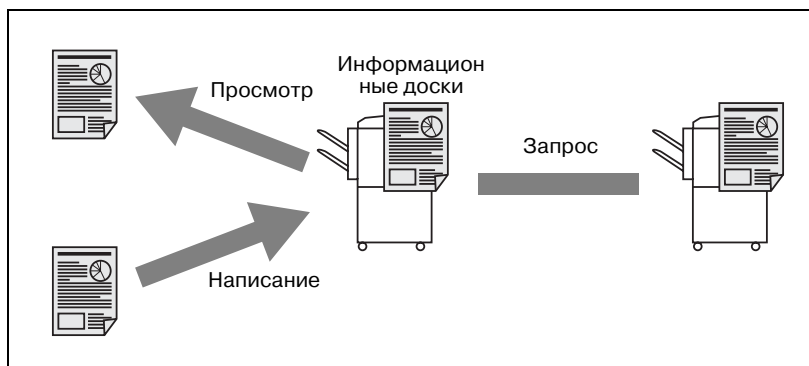 Информацион
ные доски
Просмотр
Запрос
Написание